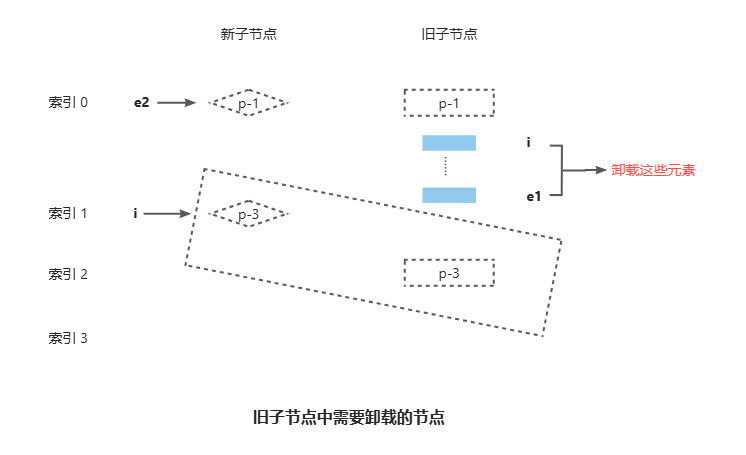 新子节点 旧子节点
索引 0 e2 p-1 p-1
i
卸载这些元素
e1
索引 1 i p-3
索引 2 p-3
索引 3
旧子节点中需要卸载的节点